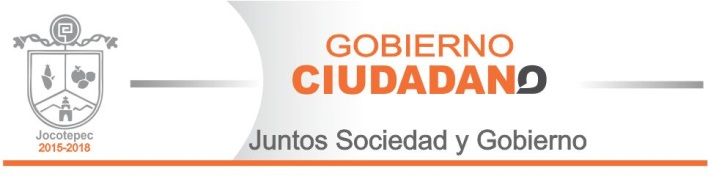 Jocotepec
2015-2018
GOBIERNO
CIUDADANO
Juntos Sociedad y Gobierno